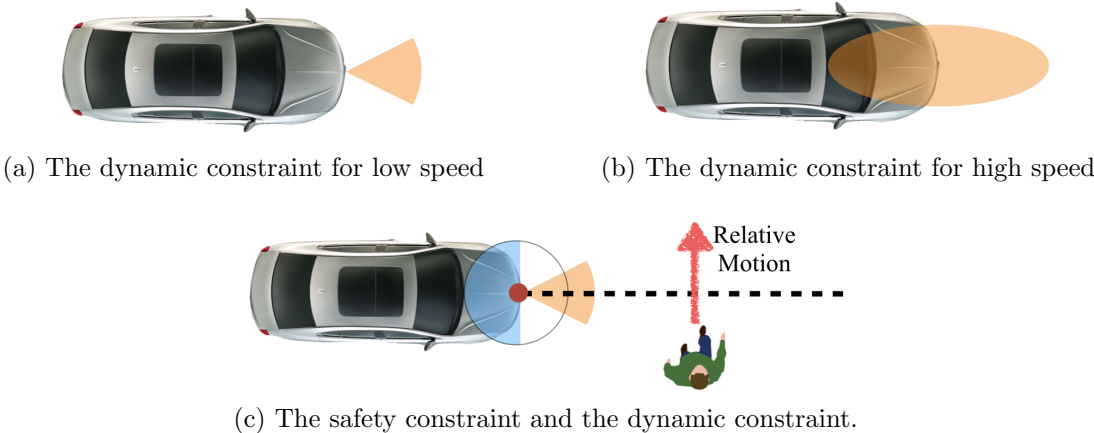 (a) The dynamic constraint for low speed
(b) The dynamic constraint for high speed
Relative
Motion
(c) The safety constraint and the dynamic constraint.